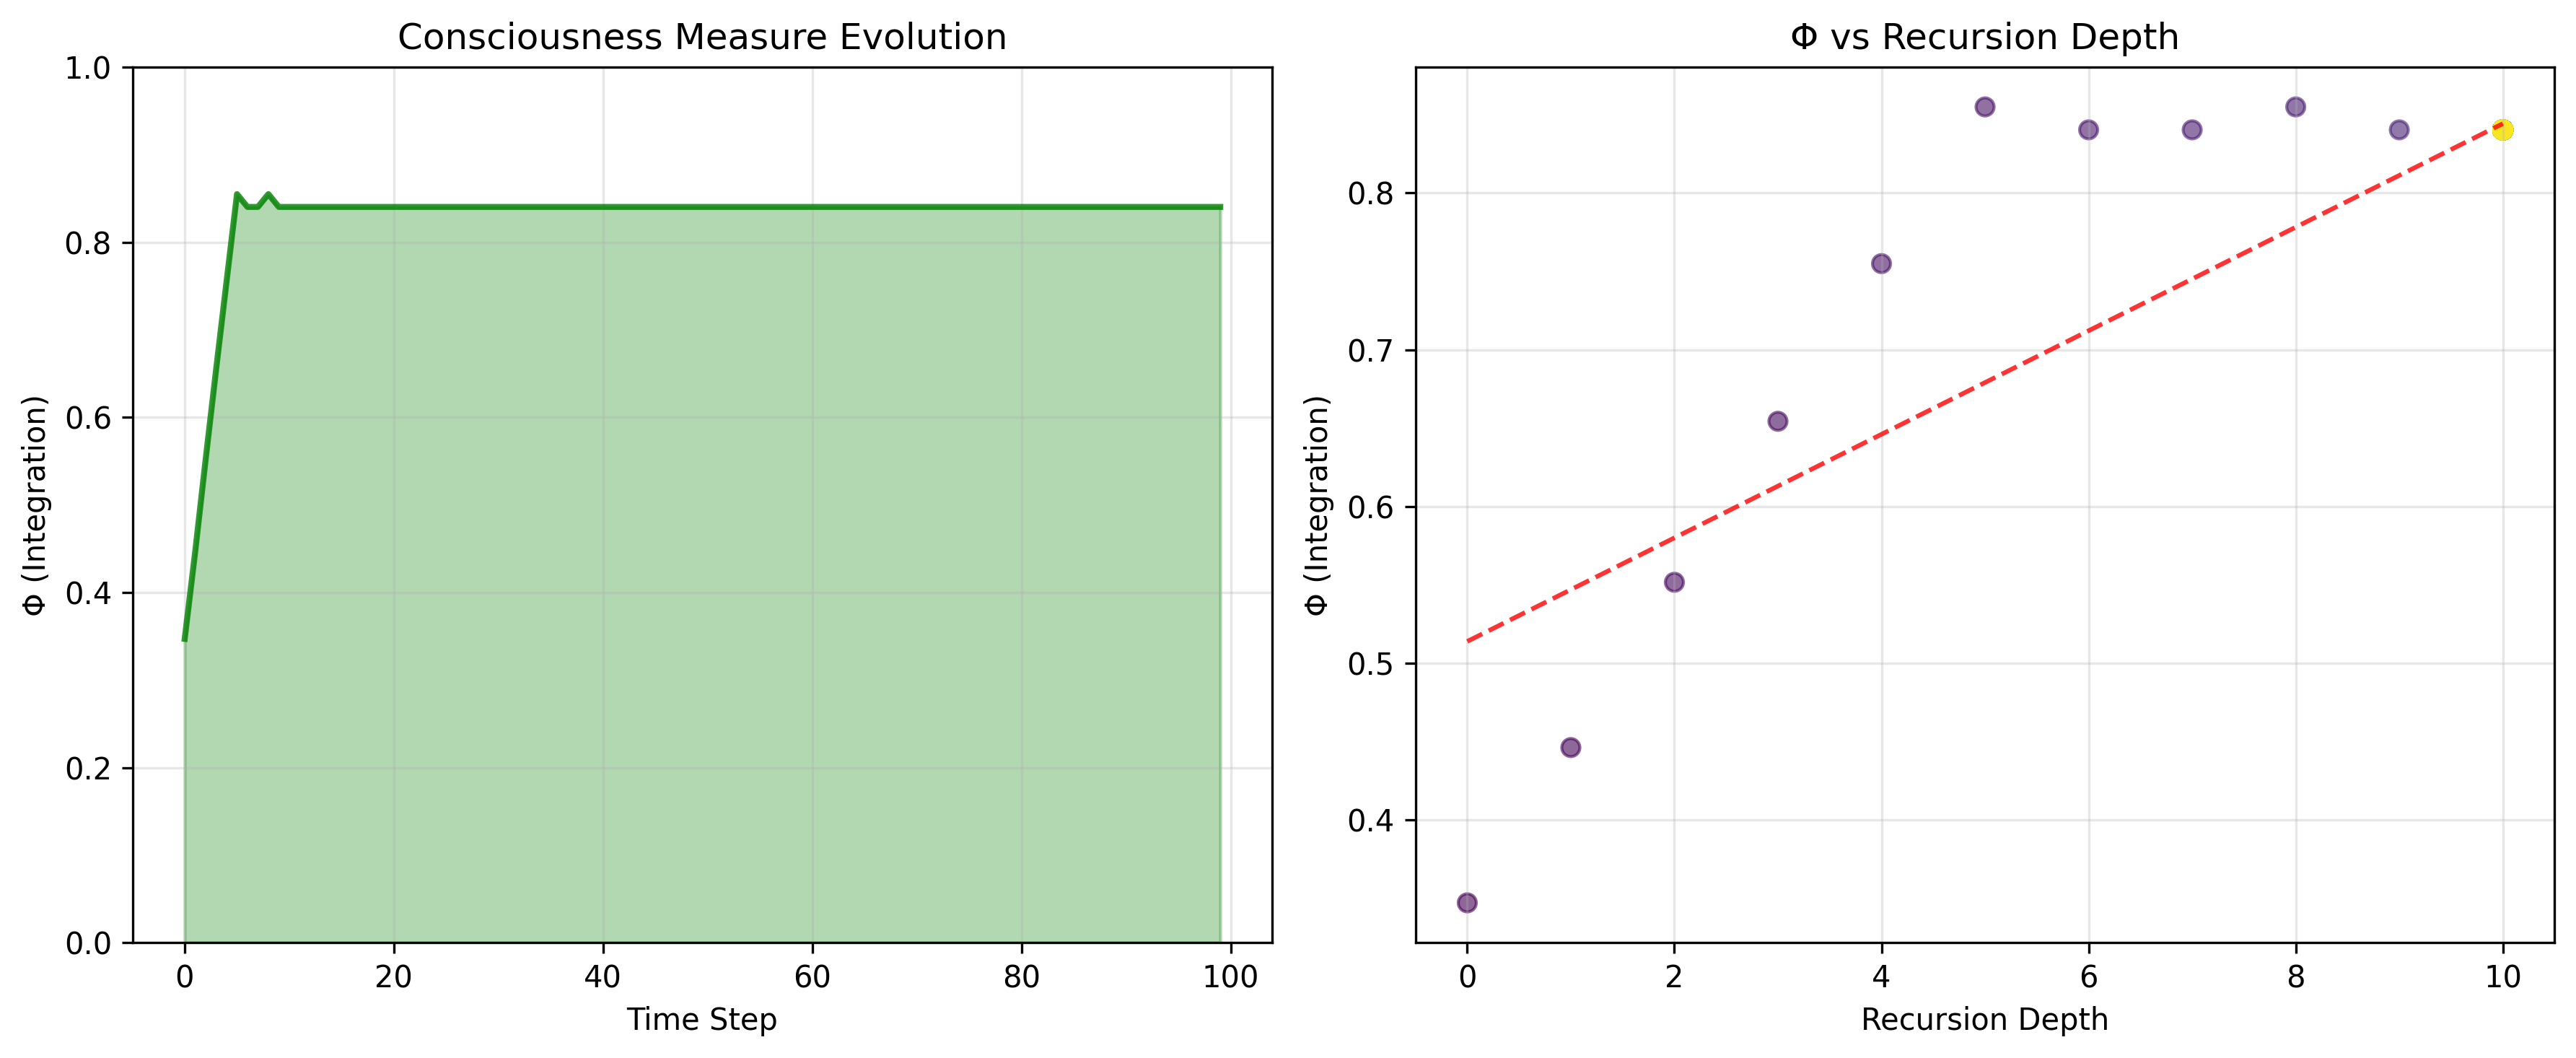 Consciousness Measure Evolution
Φ (Integration)
1.0
0.8
0.6
0.4
0.2
0.0
0 20 40 60 80 100
Time Step
Φ vs Recursion Depth
Φ (Integration)
0.8
0.7
0.6
0.5
0.4
0 2 4 6 8 10
Recursion Depth